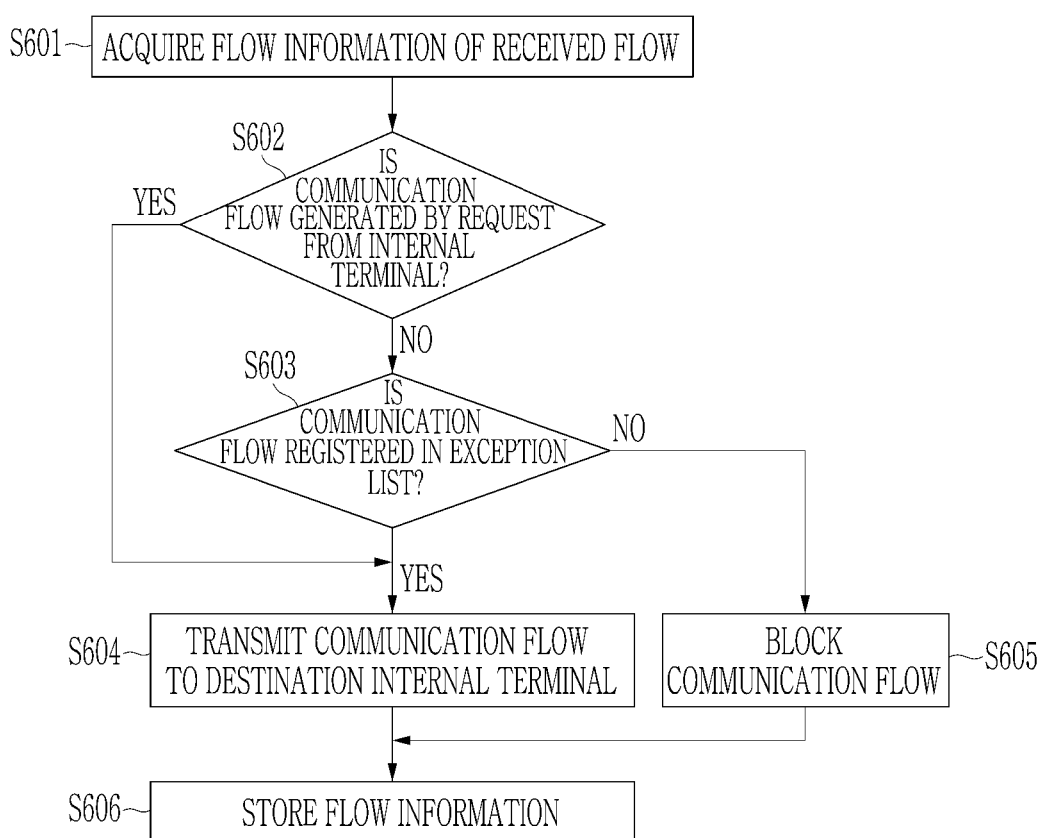 S601
ACQUIRE FLOW INFORMATION OF RECEIVED FLOW
S602
IS
COMMUNICATION
FLOW GENERATED BY REQUEST
FROM INTERNAL
TERMINAL?
YES
NO
S603
IS
COMMUNICATION
FLOW REGISTERED IN EXCEPTION
LIST?
NO
YES
S604
TRANSMIT COMMUNICATION FLOW
TO DESTINATION INTERNAL TERMINAL
BLOCK
COMMUNICATION FLOW
S605
S606
STORE FLOW INFORMATION